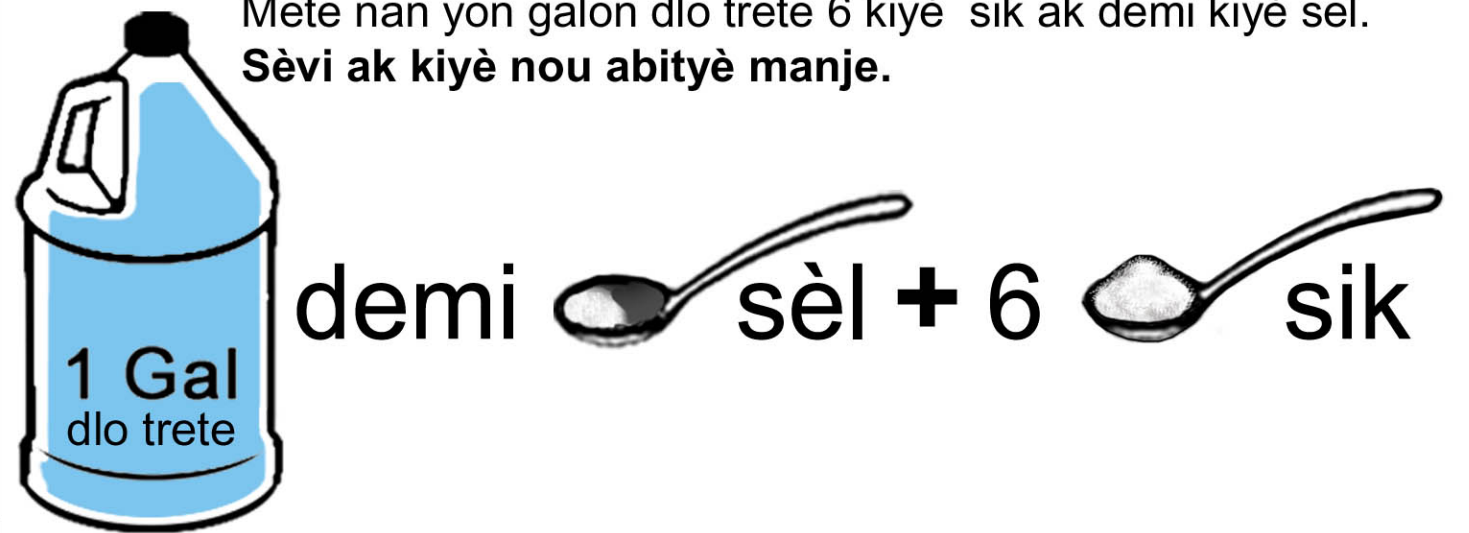 Mete nan yon galon dlo trete 6 kiyè sik ak demi kiyè sèl.
Sèvi ak kiyè nou abityè manje.
demi sèl + 6 sik
1 Gal
dlo trete